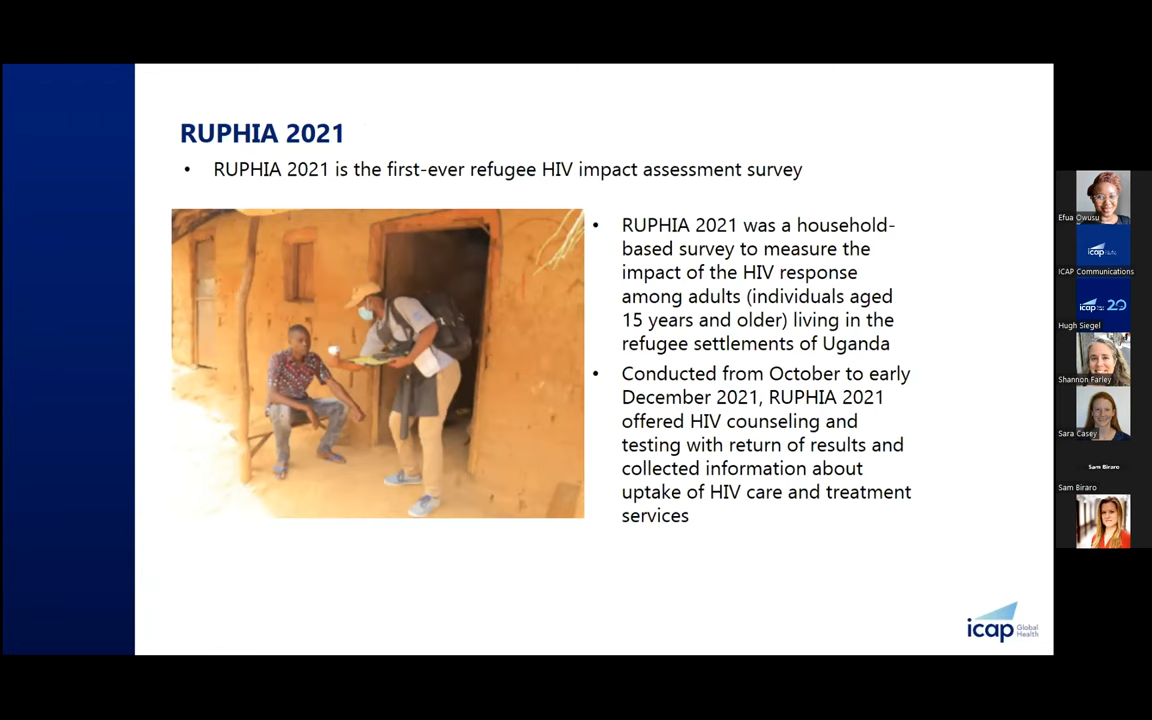 RUPHIA 2021
• RUPHIA 2021 is the first-ever refugee HIV impact assessment survey
• RUPHIA 2021 was a household-
based survey to measure the
impact of the HIV response
among adults (individuals aged
15 years and older) living in the
refugee settlements of Uganda
• Conducted from October to early
December 2021, RUPHIA 2021
offered HIV counseling and
testing with return of results and
collected information about
uptake of HIV care and treatment
services
icap Global
Health
Efua Owusu
icap
ICAP Communications
icap 20
Hugh Siegel
Shannon Farley
Sara Casey
Sam Biraro
Sam Biraro